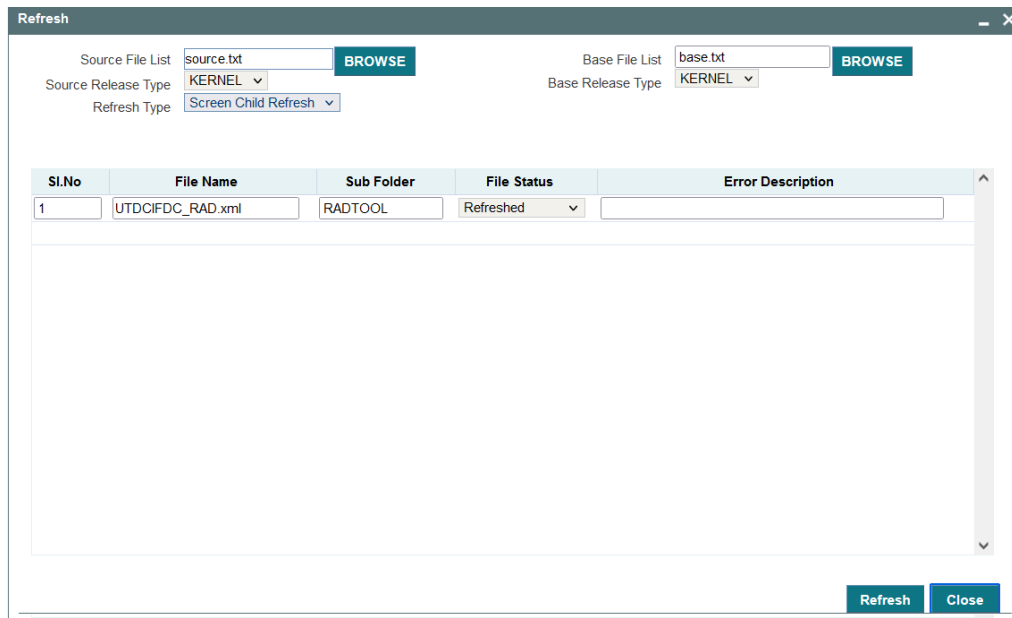 Refresh
Source File List source.txt BROWSE Base File List base.txt BROWSE
Source Release Type KERNEL Base Release Type KERNEL
Refresh Type Screen Child Refresh
Sl.No File Name Sub Folder File Status Error Description
1 UTDCIFDC_RAD.xml RADTOOL Refreshed
Refresh Close